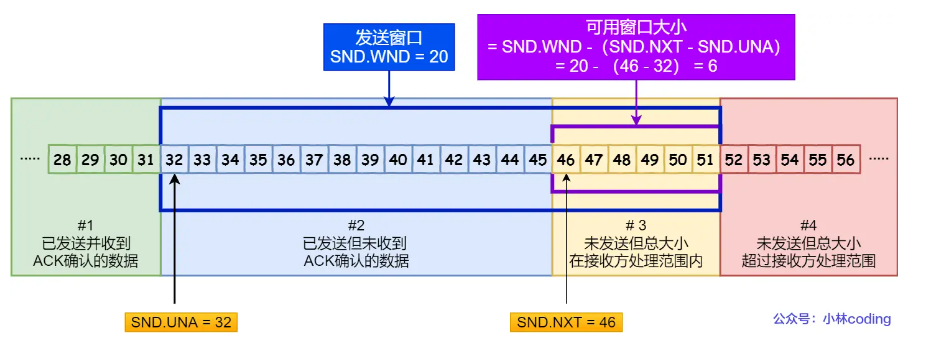 发送窗口
SND.WND = 20
可用窗口大小
= SND.WND -（SND.NXT - SND.UNA）
= 20 -（46 - 32） = 6
····· 28 29 30 31 32 33 34 35 36 37 38 39 40 41 42 43 44 45 46 47 48 49 50 51 52 53 54 55 56 ·····
#1
已发送并收到
ACK确认的数据
#2
已发送但未收到
ACK确认的数据
# 3
未发送但总大小
在接收方处理范围内
#4
未发送但总大小
超过接收方处理范围
SND.UNA = 32
SND.NXT = 46
公众号：小林coding